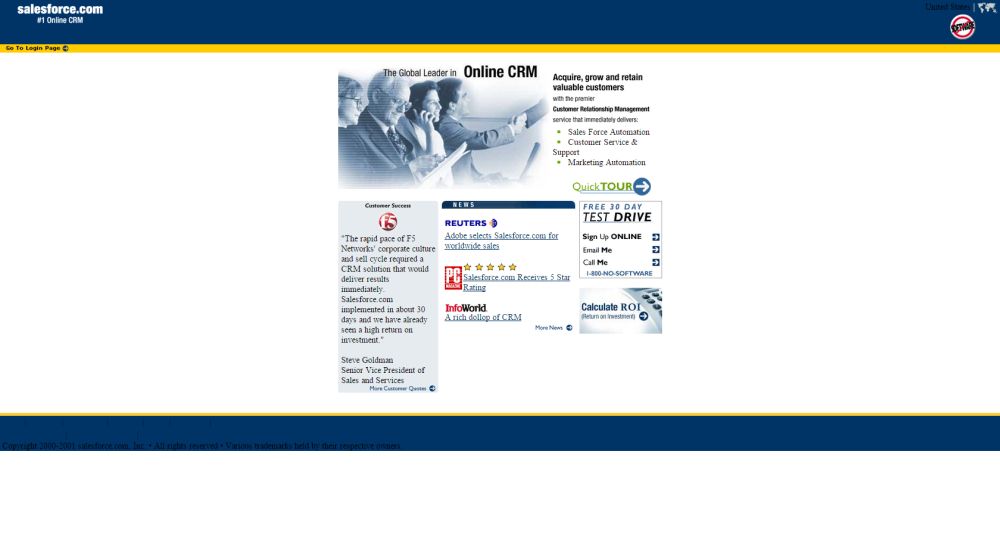 salesforce.com
#1 Online CRM
United States |
SOFTWARE
Go To Login Page
The Global Leader in Online CRM
Acquire, grow and retain
valuable customers
with the premier
Customer Relationship Management
service that immediately delivers:
Sales Force Automation
Customer Service &
Support
Marketing Automation
QuickTOUR
Customer Success
F5
"The rapid pace of F5
Networks' corporate culture
and sell cycle required a
CRM solution that would
deliver results
immediately.
Salesforce.com
implemented in about 30
days and we have already
seen a high return on
investment."
Steve Goldman
Senior Vice President of
Sales and Services
More Customer Quotes
NEWS
REUTERS
Adobe selects Salesforce.com for
worldwide sales
PC
MAGAZINE
Salesforce.com Receives 5 Star
Rating
InfoWorld
A rich dollop of CRM
More News
FREE 30 DAY
TEST DRIVE
Sign Up ONLINE
Email Me
Call Me
1-800-NO-SOFTWARE
Calculate ROI
(Return on Investment)
Copyright 2000-2001 salesforce.com, Inc. • All rights reserved • Various trademarks held by their respective owners.